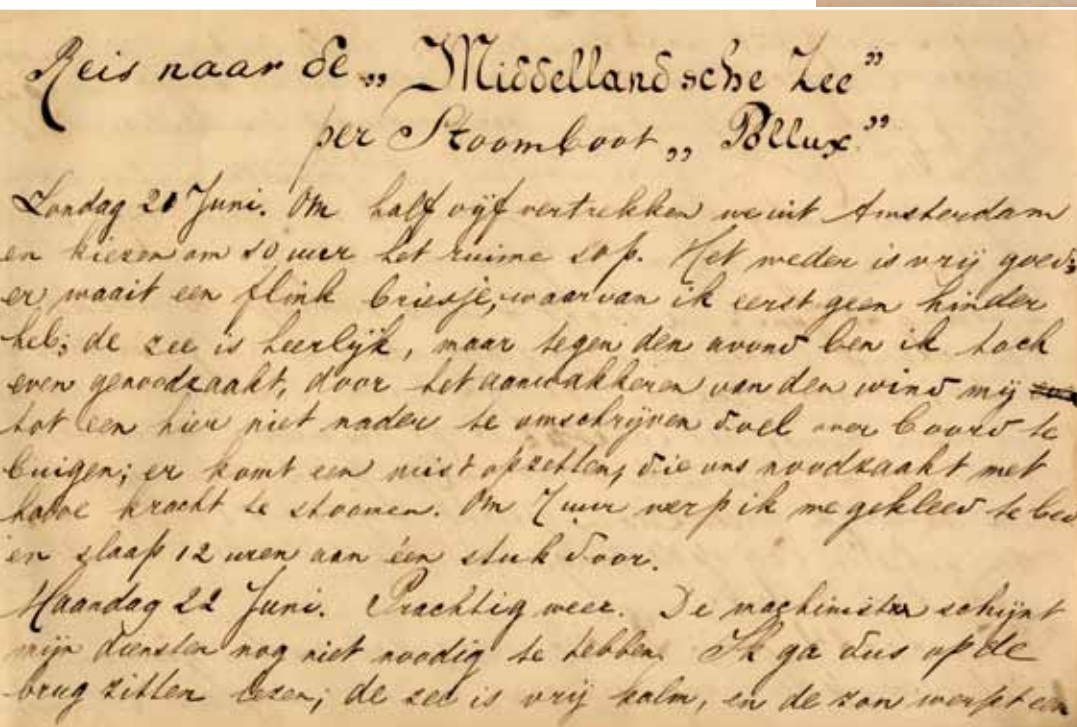 Reis naar de „Middellandsche Zee”
per Stoomboot „Pollux”
Zondag 21 Juni. Om half vijf vertrekken we uit Amsterdam
en kiezen om 10 uur het ruime sop. Het weder is vrij goed;
er waait een flink briesje, waarvan ik eerst geen hinder
heb; de zee is heerlijk, maar tegen den avond ben ik toch
even genoodzaakt, door het aanwakkeren van den wind mij
tot een hier niet nader te omschrijven doel over boord te
buigen; er komt een mist opzetten, die ons noodzaakt met
halve kracht te stoomen. Om 7 uur werp ik me gekleed te bed
en slaap 12 uren aan éen stuk door.
Maandag 22 Juni. Prachtig weer. De machinist schijnt
mijn diensten nog niet noodig te hebben. Ik ga dus op de
brug zitten lezen; de zee is vrij kalm, en de zon werpt een